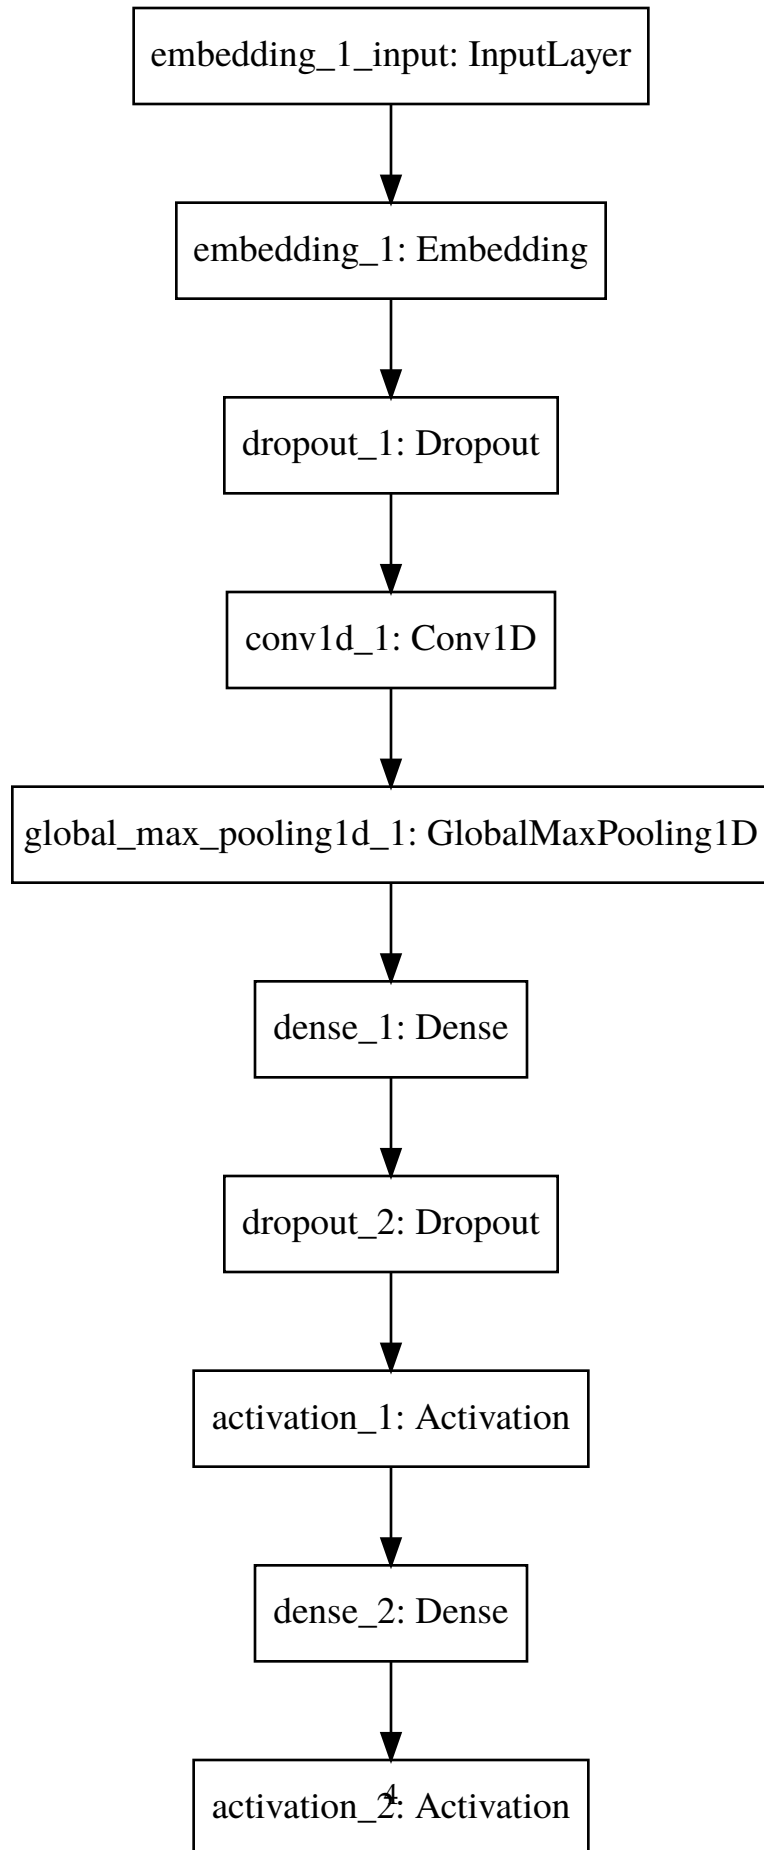 embedding_1_input: InputLayer
embedding_1: Embedding
dropout_1: Dropout
conv1d_1: Conv1D
global_max_pooling1d_1: GlobalMaxPooling1D
dense_1: Dense
dropout_2: Dropout
activation_1: Activation
dense_2: Dense
4
activation_2: Activation